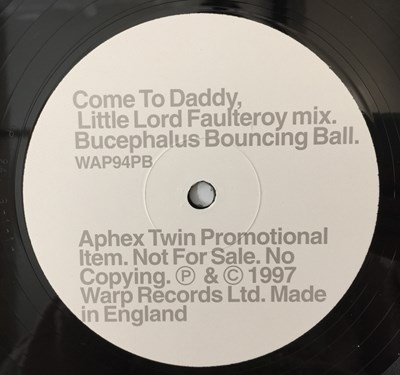 Come To Daddy,
Little Lord Faulteroy mix.
Bucephalus Bouncing Ball.
WAP94PB
Aphex Twin Promotional
Item. Not For Sale. No
Copying. Ⓟ & © 1997
Warp Records Ltd. Made
in England